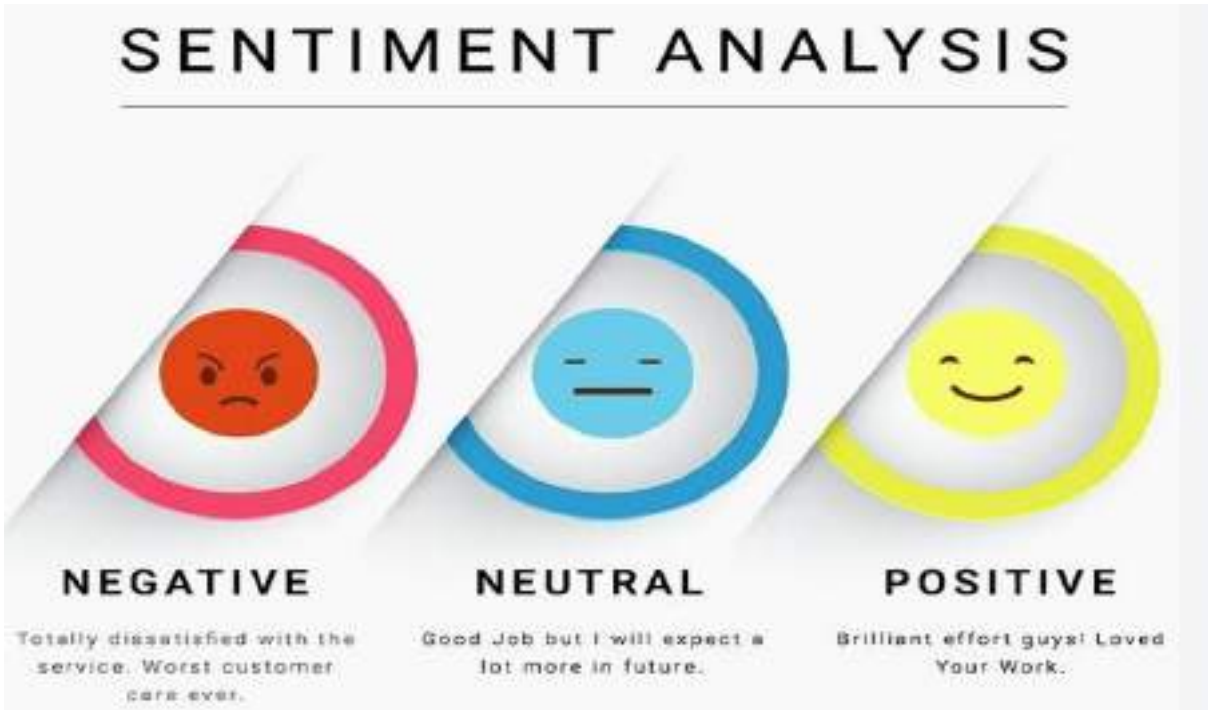 SENTIMENT ANALYSIS
NEGATIVE
Totally dissatisfied with the
service. Worst customer
care ever.
NEUTRAL
Good Job but I will expect a
lot more in future.
POSITIVE
Brilliant effort guys! Loved
Your Work.